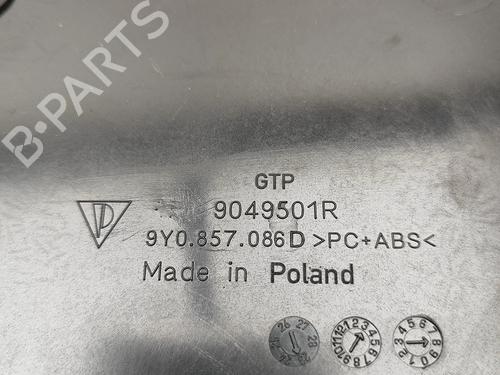 B-PARTS
GTP
9049501R
9Y0.857.086D >PC+ABS<
Made in Poland